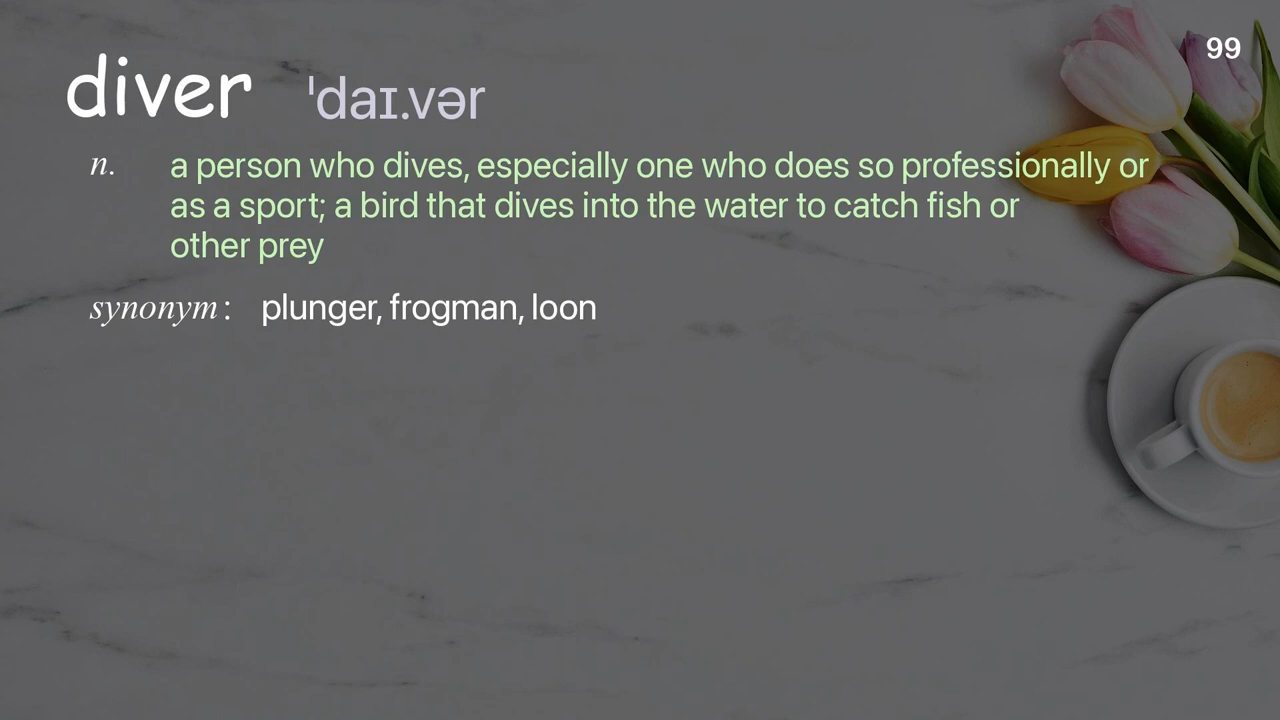 99
diver ˈdaɪ.vər
n. a person who dives, especially one who does so professionally or
as a sport; a bird that dives into the water to catch fish or
other prey
synonym: plunger, frogman, loon